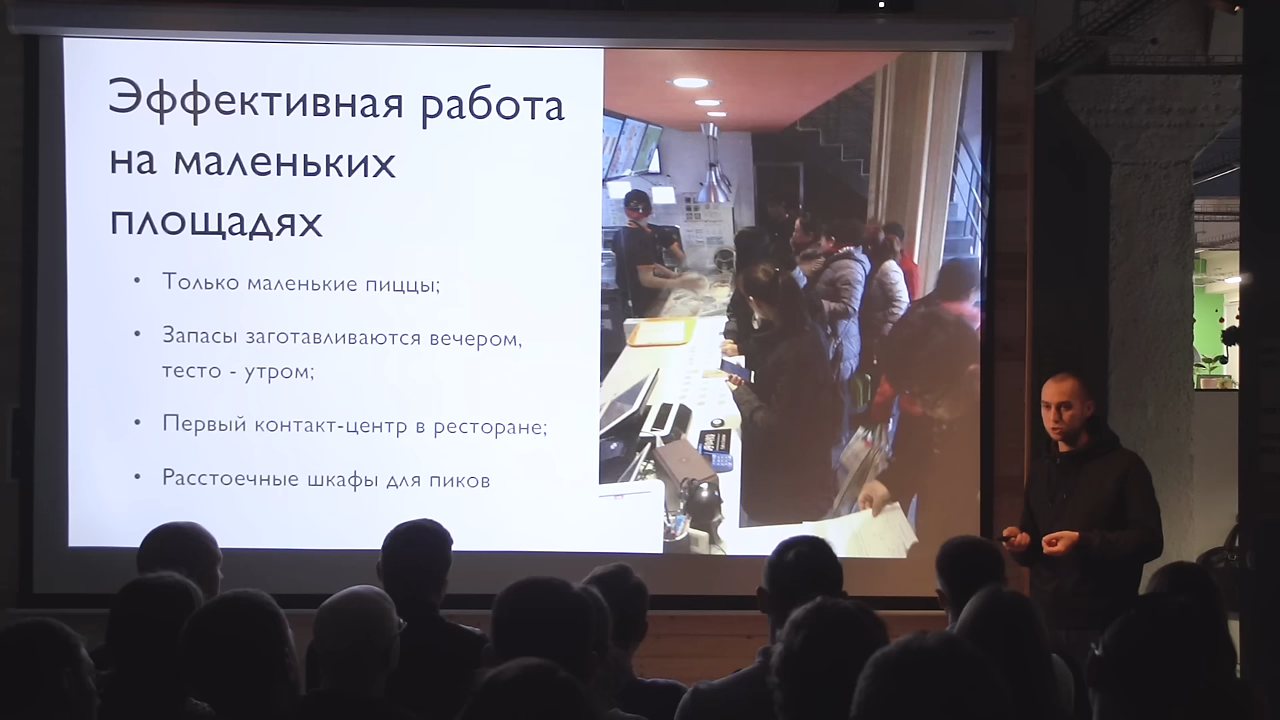 Эффективная работа
на маленьких
площадях
• Только маленькие пиццы;
• Запасы заготавливаются вечером,
тесто - утром;
• Первый контакт-центр в ресторане;
• Расстоечные шкафы для пиков